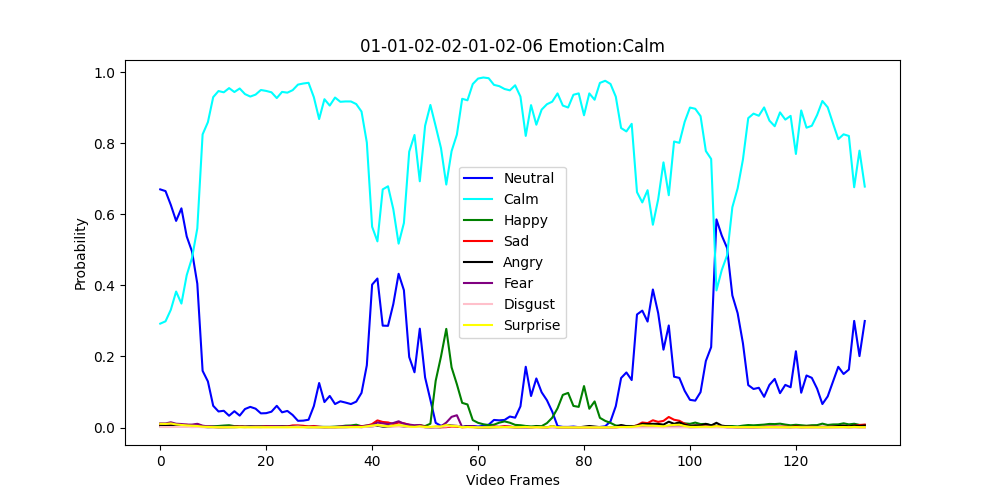 01-01-02-02-01-02-06 Emotion:Calm
1.0
0.8
0.6
0.4
0.2
0.0
Probability
Neutral
Calm
Happy
Sad
Angry
Fear
Disgust
Surprise
0 20 40 60 80 100 120
Video Frames